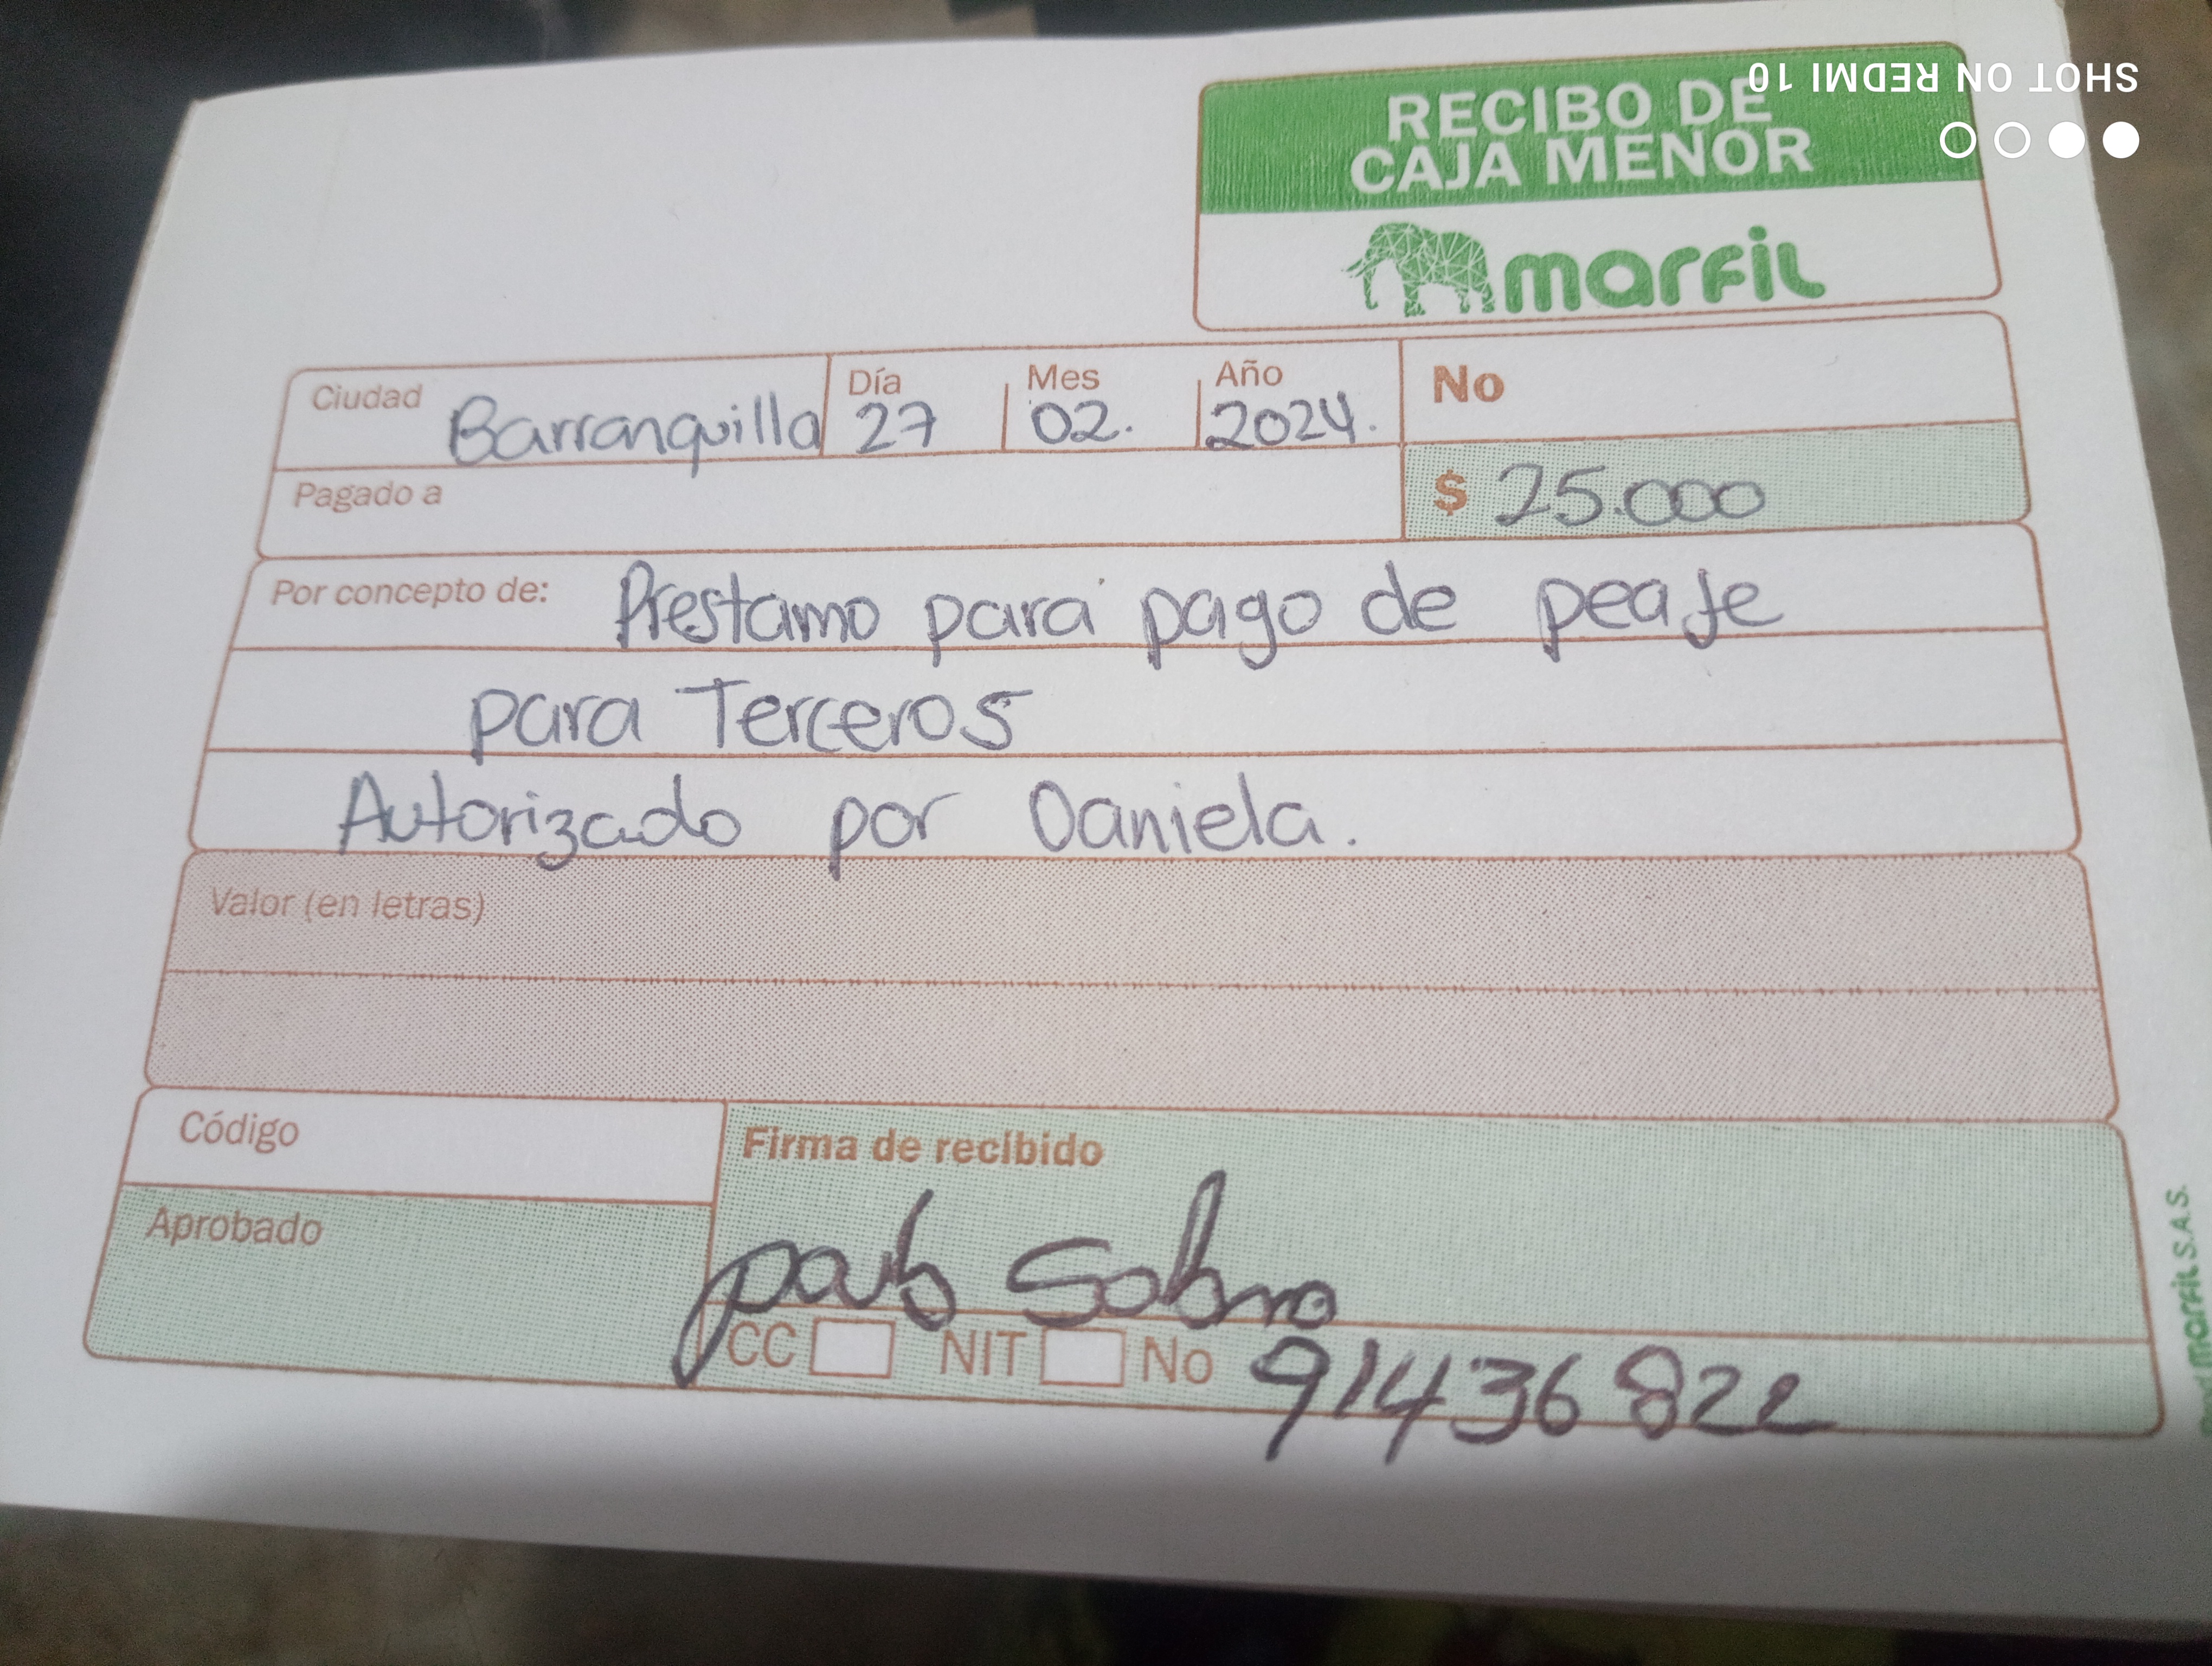 SHOT ON REDMI 10
RECIBO DE
CAJA MENOR
marfil
Ciudad Barranquilla Día 27 Mes 02. Año 2024. No
Pagado a $ 25.000
Por concepto de: Prestamo para pago de peaje
para Terceros
Autorizado por Daniela.
Valor (en letras)
Código
Firma de recibido
Aprobado
CC NIT No 91436822
marfil S.A.S.